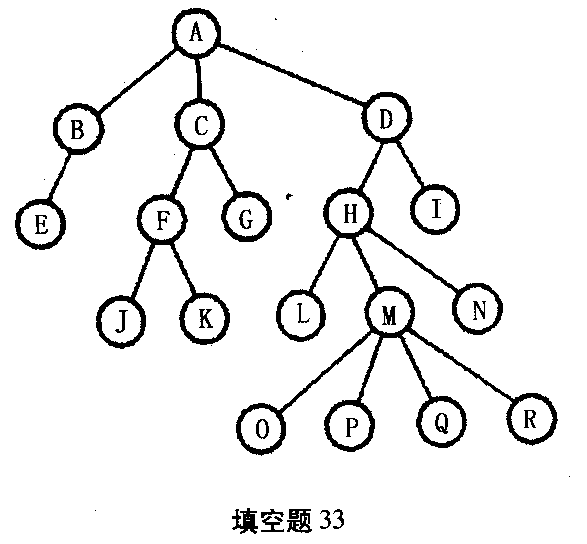 A
B C D
E F G H I
J K L M N
O P Q R
填空题 33